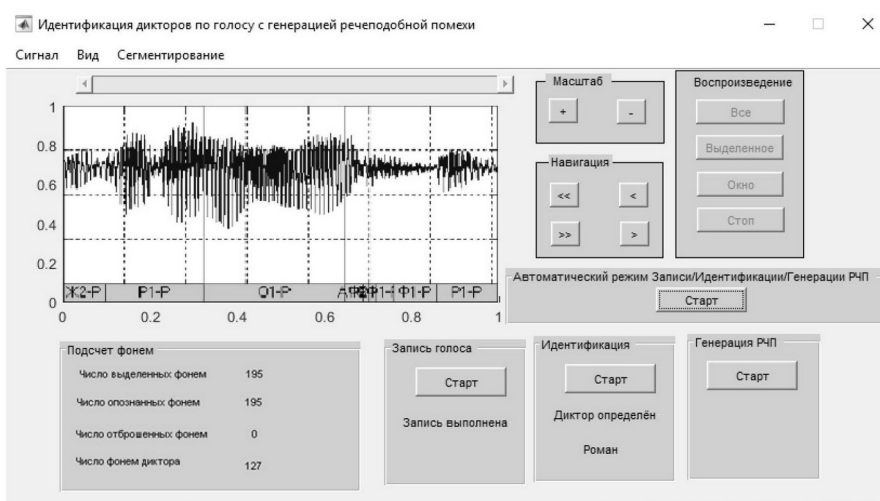 Идентификация дикторов по голосу с генерацией речеподобной помехи
Сигнал Вид Сегментирование
Масштаб
+ -
Навигация
<< <
>> >
Воспроизведение
Все
Выделенное
Окно
Стоп
1
0.8
0.6
0.4
0.2
0
Ж2-Р Р1-Р О1-Р Ф1-Р Р1-Р
0 0.2 0.4 0.6 0.8 1
Автоматический режим Записи/Идентификации/Генерации РЧП
Старт
Подсчет фонем
Число выделенных фонем 195
Число опознанных фонем 195
Число отброшенных фонем 0
Число фонем диктора 127
Запись голоса
Старт
Запись выполнена
Идентификация
Старт
Диктор определён
Роман
Генерация РЧП
Старт